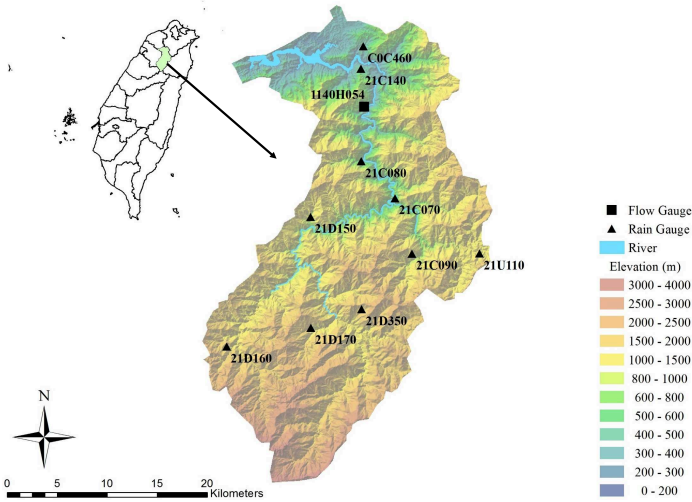 C0C460
21C140
1140H054
21C080
21C070
21D150
21C090
21U110
21D350
21D170
21D160
Flow Gauge
Rain Gauge
River
Elevation (m)
3000 - 4000
2500 - 3000
2000 - 2500
1500 - 2000
1000 - 1500
800 - 1000
600 - 800
500 - 600
400 - 500
300 - 400
200 - 300
0 - 200
N
0 5 10 15 20
Kilometers